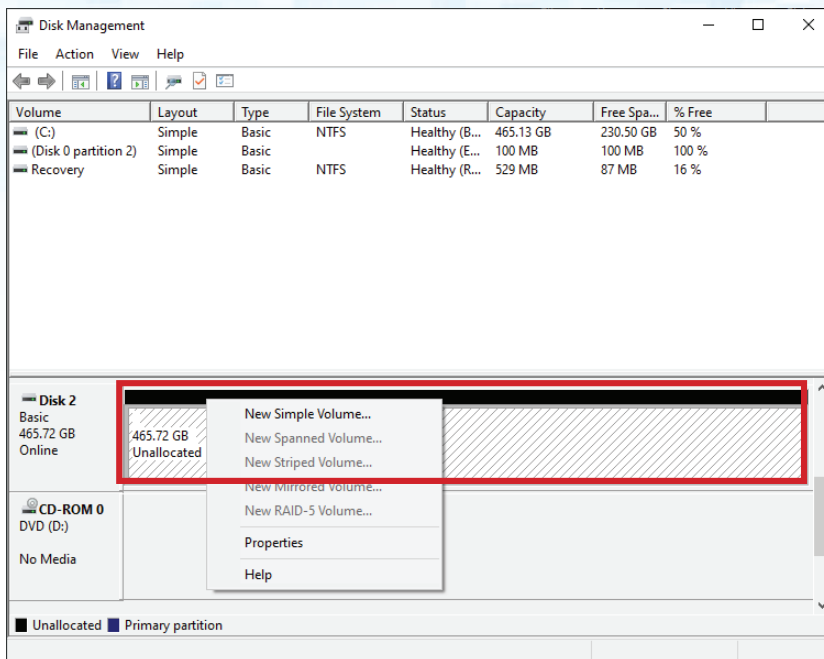 Disk Management
File Action View Help
Volume Layout Type File System Status Capacity Free Spa... % Free
(C:) Simple Basic NTFS Healthy (B... 465.13 GB 230.50 GB 50 %
(Disk 0 partition 2) Simple Basic Healthy (E... 100 MB 100 MB 100 %
Recovery Simple Basic NTFS Healthy (R... 529 MB 87 MB 16 %
Disk 2
Basic
465.72 GB
Online
465.72 GB
Unallocated
New Simple Volume...
New Spanned Volume...
New Striped Volume...
New Mirrored Volume...
New RAID-5 Volume...
Properties
Help
CD-ROM 0
DVD (D:)
No Media
Unallocated Primary partition